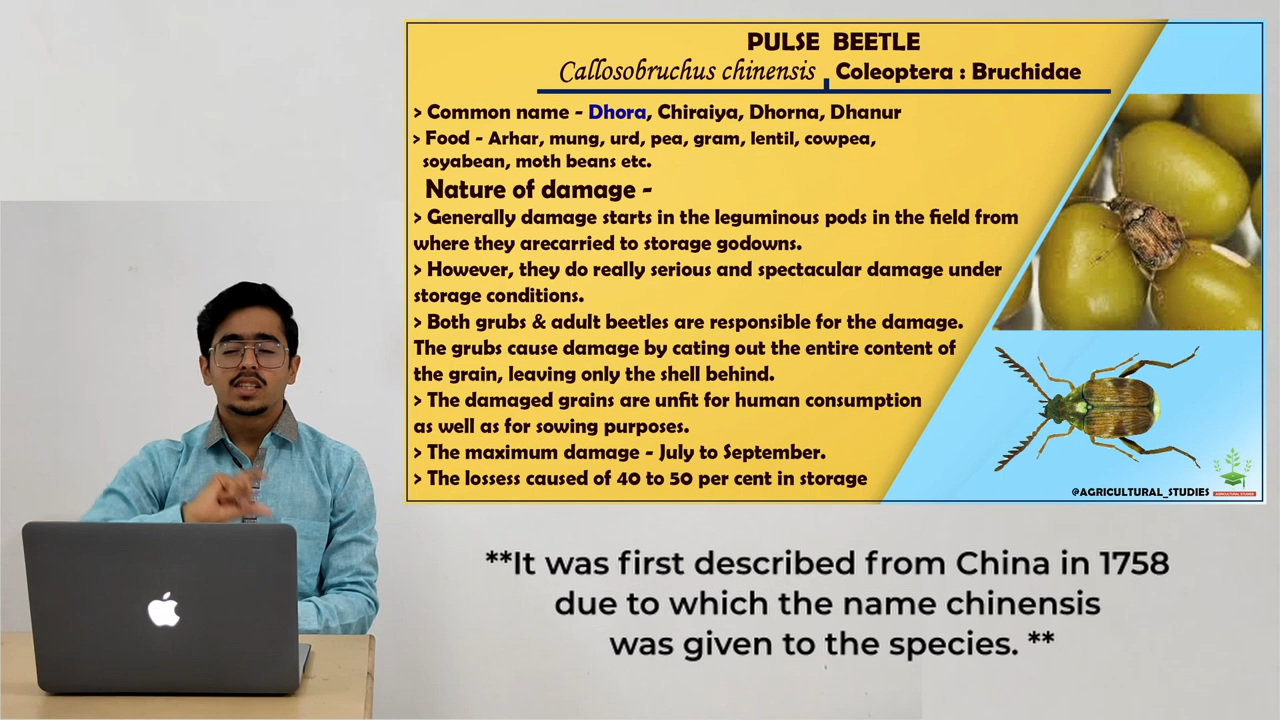 PULSE BEETLE
Callosobruchus chinensis Coleoptera : Bruchidae
> Common name - Dhora, Chiraiya, Dhorna, Dhanur
> Food - Arhar, mung, urd, pea, gram, lentil, cowpea,
soyabean, moth beans etc.
Nature of damage -
> Generally damage starts in the leguminous pods in the field from
where they arecarried to storage godowns.
> However, they do really serious and spectacular damage under
storage conditions.
> Both grubs & adult beetles are responsible for the damage.
The grubs cause damage by cating out the entire content of
the grain, leaving only the shell behind.
> The damaged grains are unfit for human consumption
as well as for sowing purposes.
> The maximum damage - July to September.
> The lossess caused of 40 to 50 per cent in storage
@AGRICULTURAL_STUDIES
AGRICULTURAL STUDIES
**It was first described from China in 1758
due to which the name chinensis
was given to the species. **